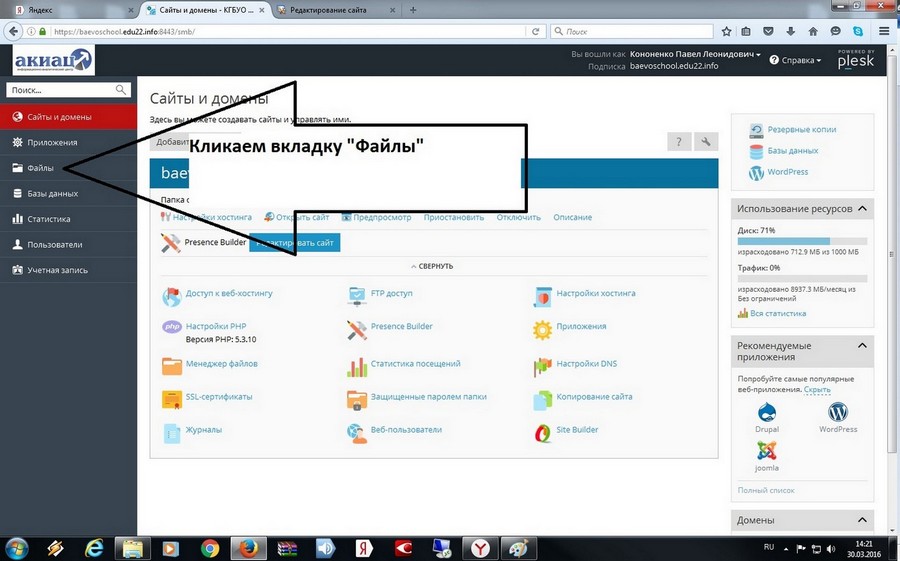 Яндекс
Сайты и домены - КГБУО
Редактирование сайта
https://baevoschool.edu22.info:8443/smb/
Поиск
акиац
Вы вошли как Кононенко Павел Леонидович
Подписка baevoschool.edu22.info
Справка
POWERED BY
plesk
Поиск...
Сайты и домены
Приложения
Файлы
Базы данных
Статистика
Пользователи
Учетная запись
Сайты и домены
Здесь вы можете создавать сайты и управлять ими.
Кликаем вкладку "Файлы"
Настройки хостинга Открыть сайт Предпросмотр Приостановить Отключить Описание
Presence Builder Редактировать сайт
СВЕРНУТЬ
Доступ к веб-хостингу
FTP доступ
Настройки хостинга
Настройки PHP
Версия PHP: 5.3.10
Presence Builder
Приложения
Менеджер файлов
Статистика посещений
Настройки DNS
SSL-сертификаты
Защищенные паролем папки
Копирование сайта
Журналы
Веб-пользователи
Site Builder
Резервные копии
Базы данных
WordPress
Использование ресурсов
Диск: 71%
израсходовано 712.9 МБ из 1000 МБ
Трафик: 0%
израсходовано 8937.3 МБ/месяц из
Без ограничений
Вся статистика
Рекомендуемые
приложения
Попробуйте самые популярные
веб-приложения. Скрыть
Drupal
WordPress
joomla
Полный список
Домены
RU
14:21
30.03.2016